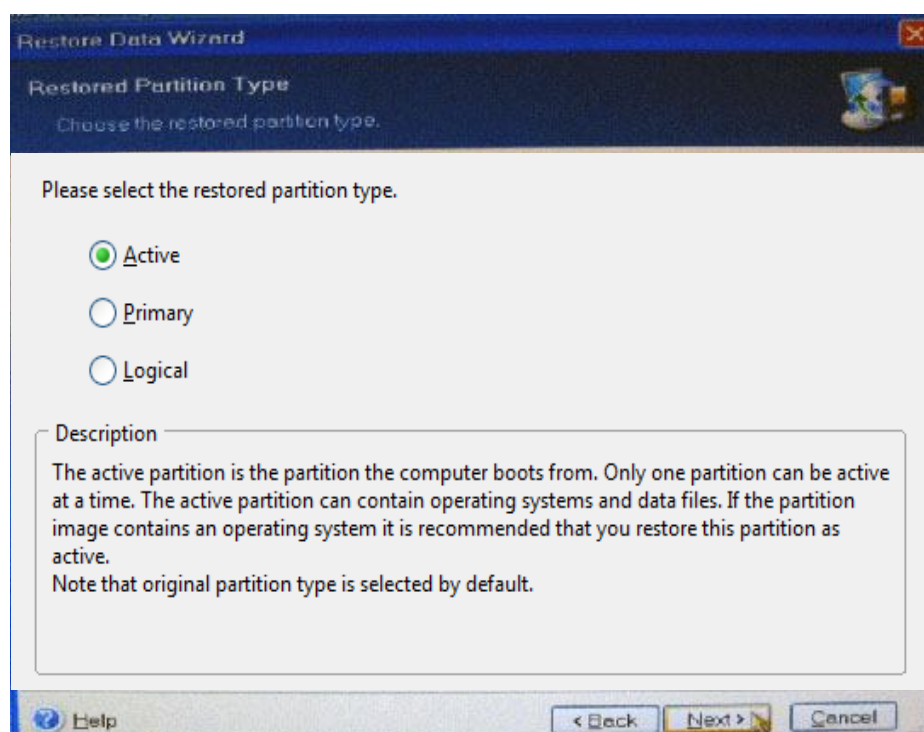 Restore Data Wizard
Restored Partition Type
Choose the restored partition type.
Please select the restored partition type.
Active
Primary
Logical
Description
The active partition is the partition the computer boots from. Only one partition can be active
at a time. The active partition can contain operating systems and data files. If the partition
image contains an operating system it is recommended that you restore this partition as
active.
Note that original partition type is selected by default.
Help
< Back
Next >
Cancel